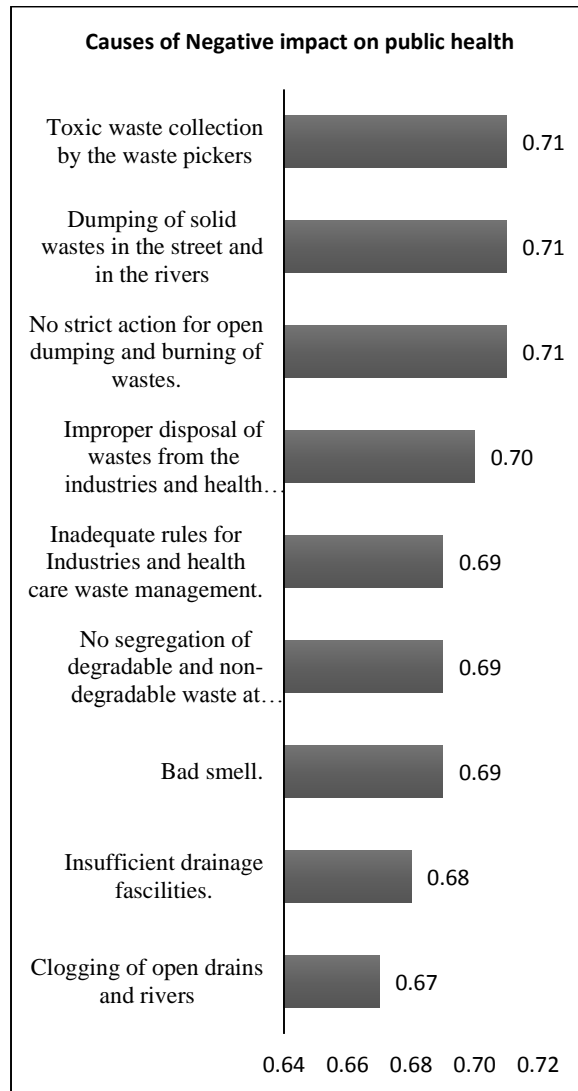 Causes of Negative impact on public health
Toxic waste collection
by the waste pickers
0.71
Dumping of solid
wastes in the street and
in the rivers
0.71
No strict action for open
dumping and burning of
wastes.
0.71
Improper disposal of
wastes from the
industries and health…
0.70
Inadequate rules for
Industries and health
care waste management.
0.69
No segregation of
degradable and non-
degradable waste at…
0.69
Bad smell.
0.69
Insufficient drainage
fascilities.
0.68
Clogging of open drains
and rivers
0.67
0.64 0.66 0.68 0.70 0.72